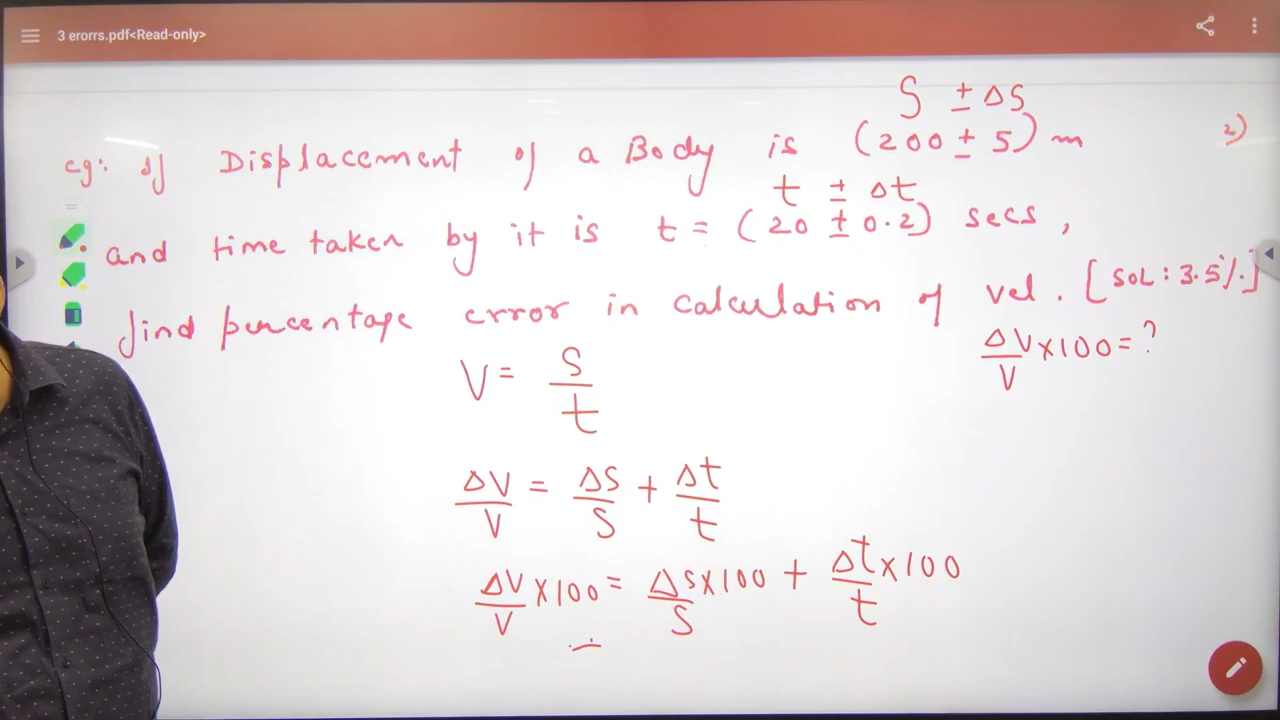 3 erorrs.pdf<Read-only>
S ± ΔS
eg: If Displacement of a Body is (200 ± 5) m
2)
t ± Δt
and time taken by it is t = (20 ± 0.2) secs,
find percentage error in calculation of vel. [SOL: 3.5%.]
ΔV/V × 100 = ?
V = S/t
ΔV/V = ΔS/S + Δt/t
ΔV/V × 100 = ΔS/S × 100 + Δt/t × 100